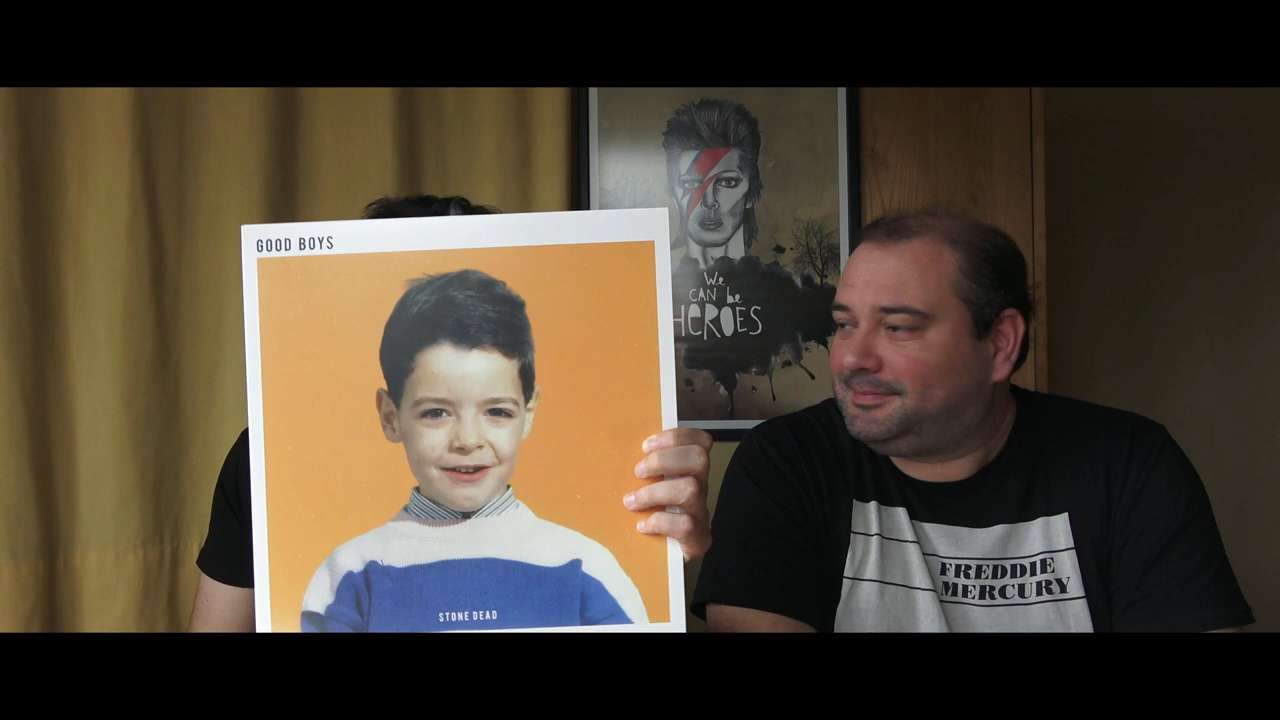 GOOD BOYS
STONE DEAD
We
CAN be
HEROES
FREDDIE
MERCURY